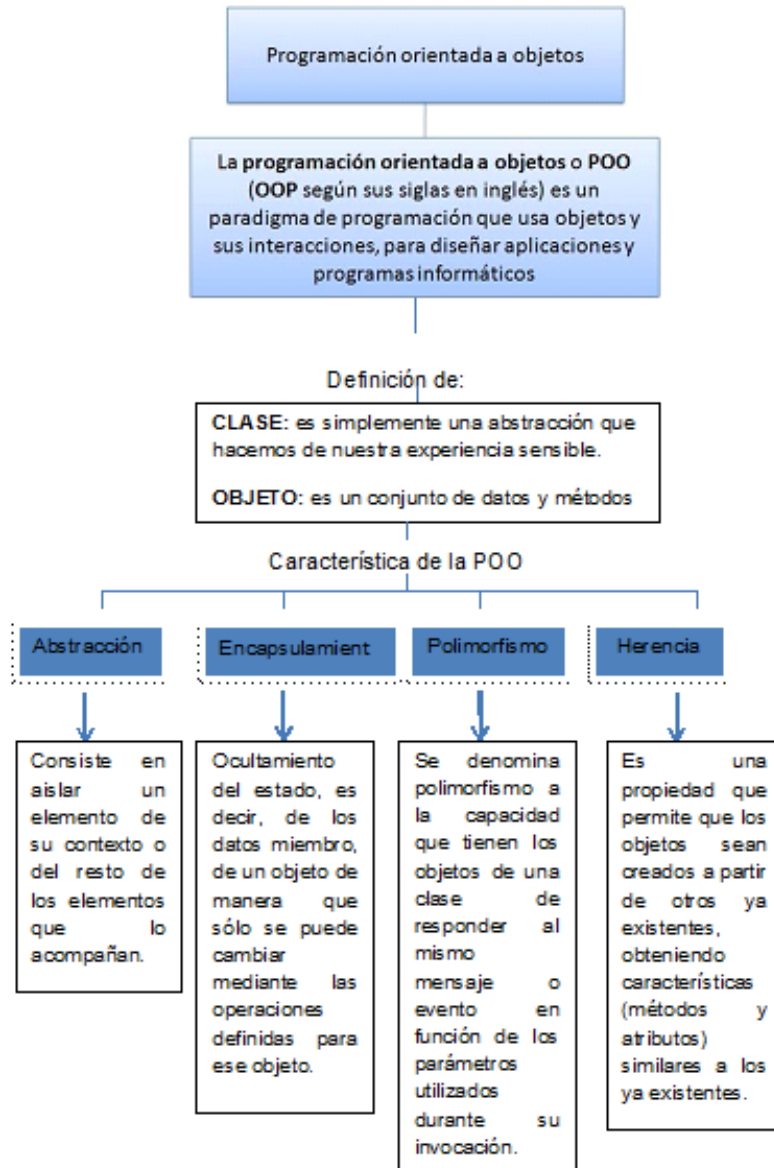 Programación orientada a objetos
La programación orientada a objetos o POO
(OOP según sus siglas en inglés) es un
paradigma de programación que usa objetos y
sus interacciones, para diseñar aplicaciones y
programas informáticos
Definición de:
CLASE: es simplemente una abstracción que
hacemos de nuestra experiencia sensible.
OBJETO: es un conjunto de datos y métodos
Característica de la POO
Abstracción
Encapsulamient
Polimorfismo
Herencia
Consiste en
aislar un
elemento de
su contexto o
del resto de
los elementos
que lo
acompañan.
Ocultamiento
del estado, es
decir, de los
datos miembro,
de un objeto de
manera que
sólo se puede
cambiar
mediante las
operaciones
definidas para
ese objeto.
Se denomina
polimorfismo a
la capacidad
que tienen los
objetos de una
clase de
responder al
mismo
mensaje o
evento en
función de los
parámetros
utilizados
durante su
invocación.
Es una
propiedad que
permite que los
objetos sean
creados a partir
de otros ya
existentes,
obteniendo
características
(métodos y
atributos)
similares a los
ya existentes.